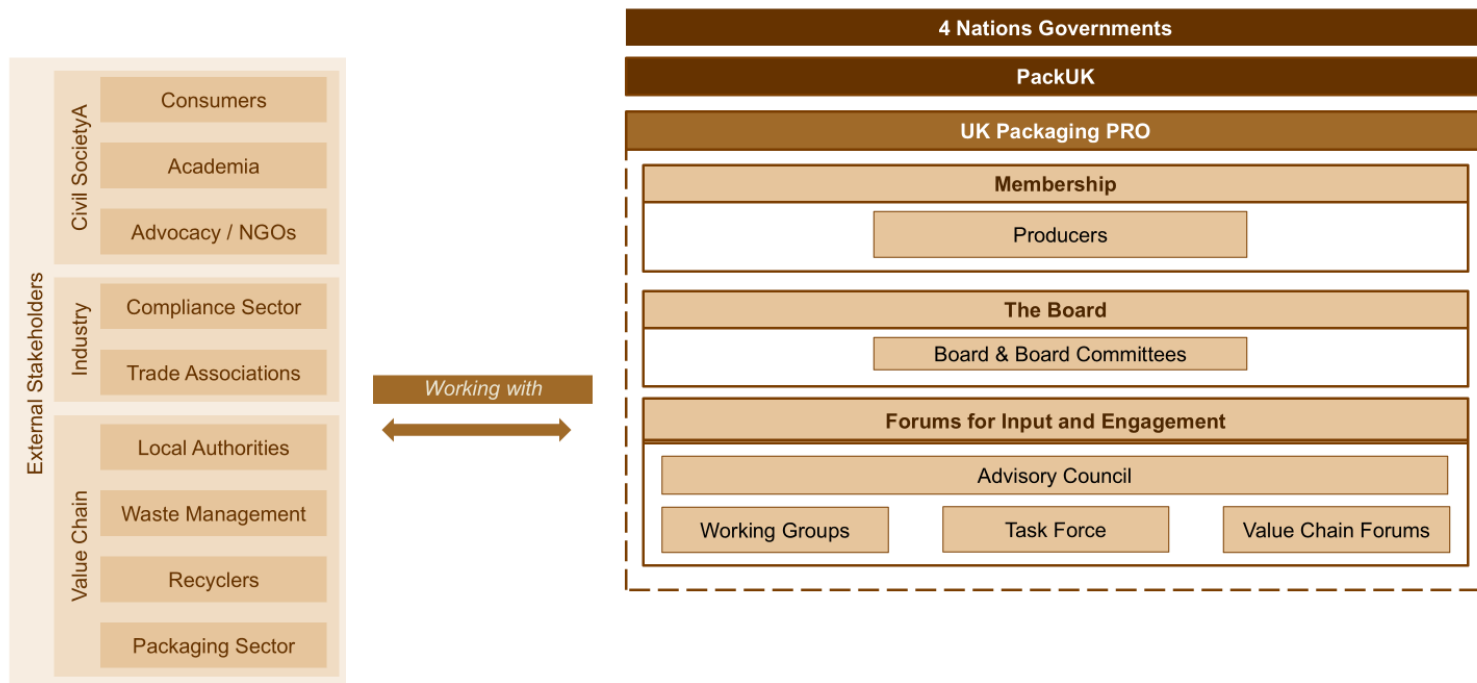 External Stakeholders
Civil SocietyA
Consumers
Academia
Advocacy / NGOs
Industry
Compliance Sector
Trade Associations
Value Chain
Local Authorities
Waste Management
Recyclers
Packaging Sector
Working with
4 Nations Governments
PackUK
UK Packaging PRO
Membership
Producers
The Board
Board & Board Committees
Forums for Input and Engagement
Advisory Council
Working Groups
Task Force
Value Chain Forums